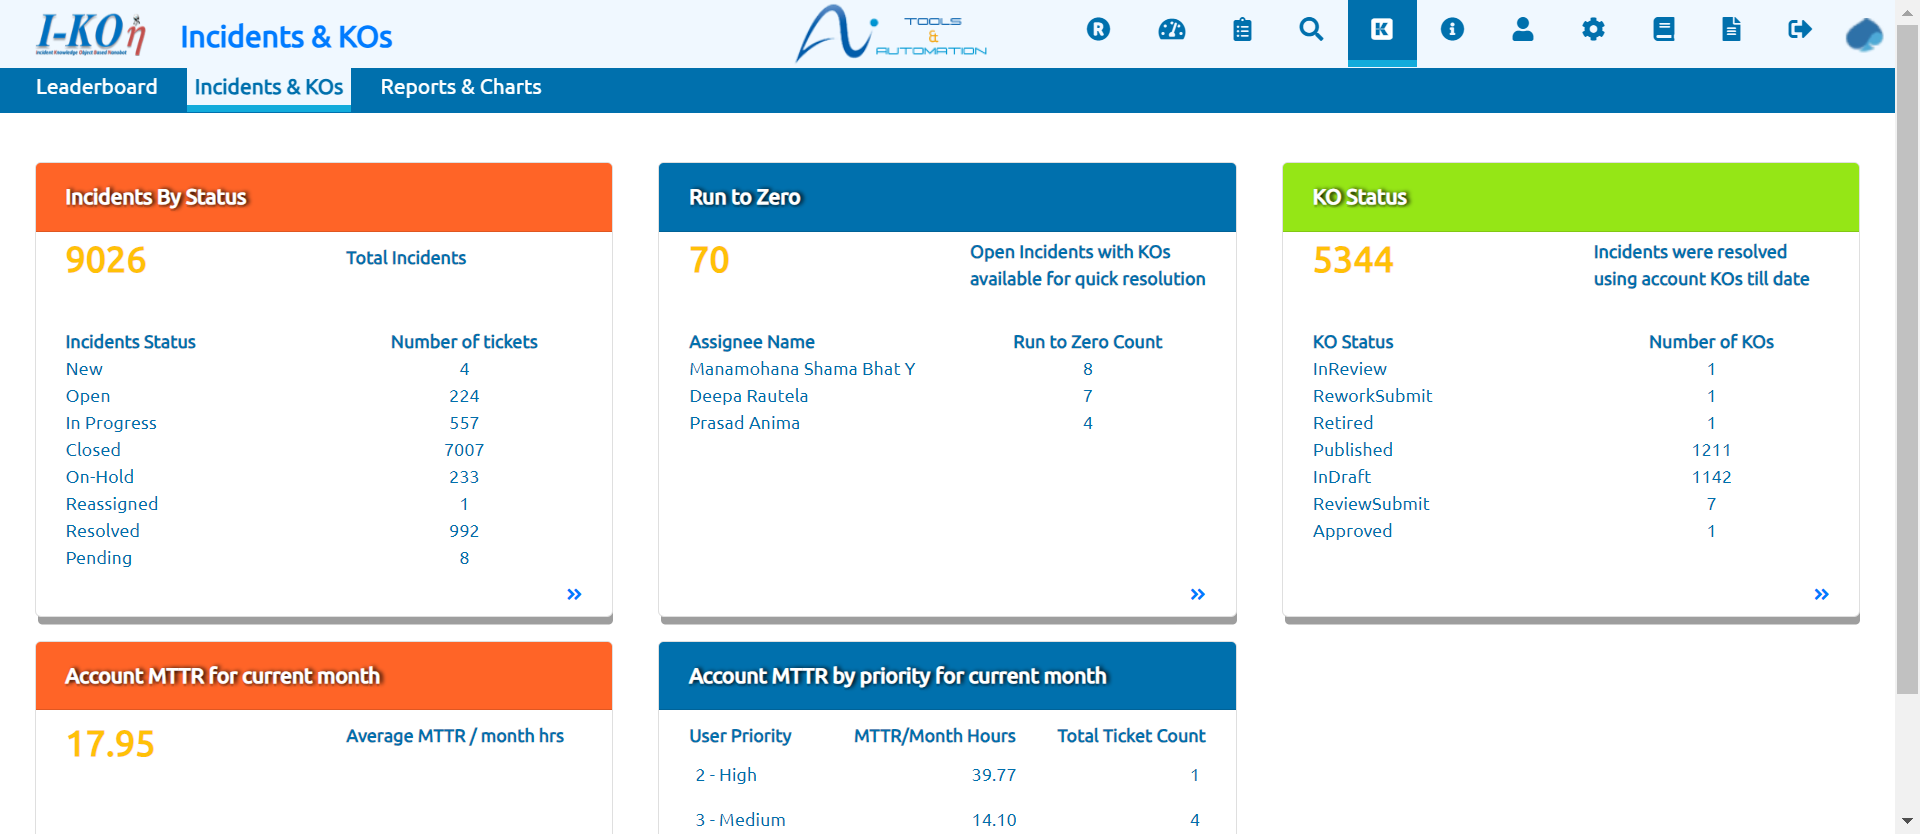 I-KOη
Incident Knowledge Object Based Nanobot
Incidents & KOs
TOOLS
&
AUTOMATION
Leaderboard
Incidents & KOs
Reports & Charts
Incidents By Status
9026
Total Incidents
Incidents Status Number of tickets
New 4
Open 224
In Progress 557
Closed 7007
On-Hold 233
Reassigned 1
Resolved 992
Pending 8
Run to Zero
70
Open Incidents with KOs
available for quick resolution
Assignee Name Run to Zero Count
Manamohana Shama Bhat Y 8
Deepa Rautela 7
Prasad Anima 4
KO Status
5344
Incidents were resolved
using account KOs till date
KO Status Number of KOs
InReview 1
ReworkSubmit 1
Retired 1
Published 1211
InDraft 1142
ReviewSubmit 7
Approved 1
Account MTTR for current month
17.95
Average MTTR / month hrs
Account MTTR by priority for current month
User Priority MTTR/Month Hours Total Ticket Count
2 - High 39.77 1
3 - Medium 14.10 4